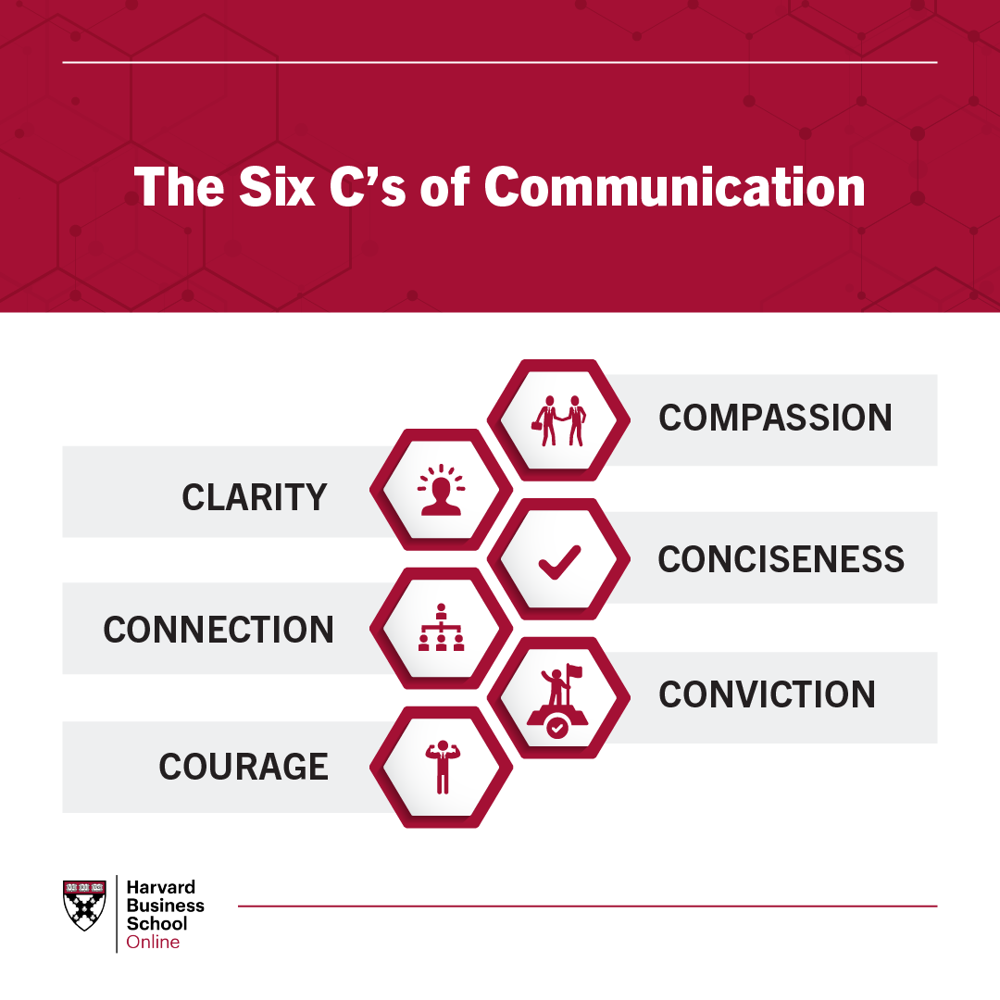 The Six C's of Communication
COMPASSION
CLARITY
CONCISENESS
CONNECTION
CONVICTION
COURAGE
Harvard
Business
School
Online